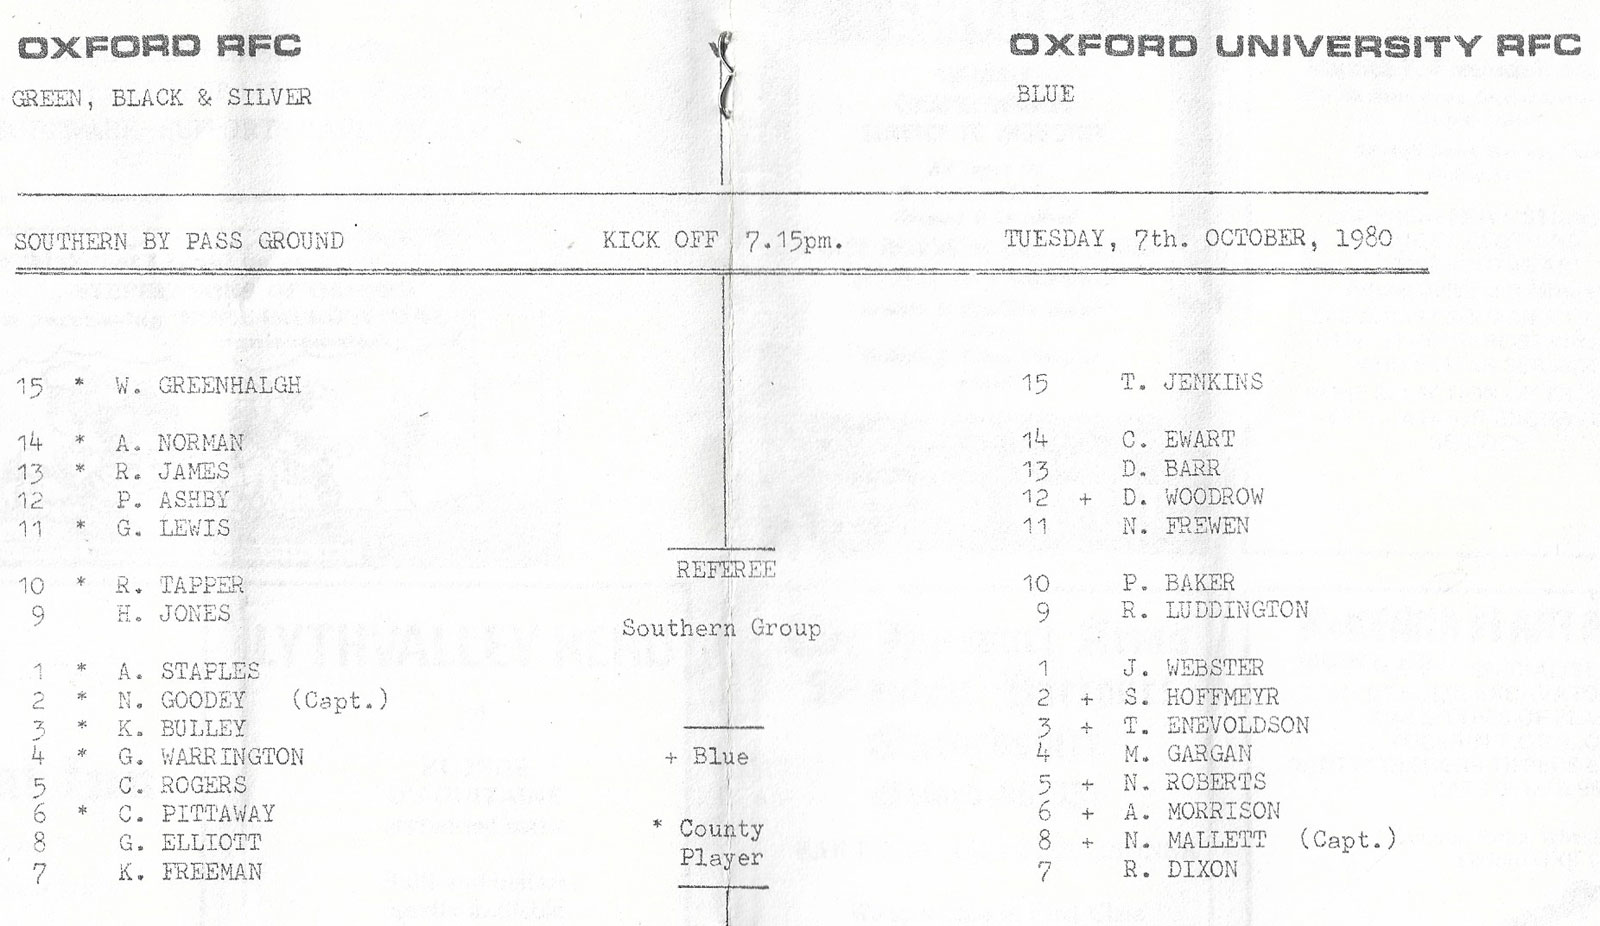 OXFORD RFC
GREEN, BLACK & SILVER
OXFORD UNIVERSITY RFC
BLUE
SOUTHERN BY PASS GROUND KICK OFF 7.15pm. TUESDAY, 7th. OCTOBER, 1980
15 * W. GREENHALGH
14 * A. NORMAN
13 * R. JAMES
12 P. ASHBY
11 * G. LEWIS
10 * R. TAPPER
9 H. JONES
1 * A. STAPLES
2 * N. GOODEY (Capt.)
3 * K. BULLEY
4 * G. WARRINGTON
5 C. ROGERS
6 * C. PITTAWAY
8 G. ELLIOTT
7 K. FREEMAN
REFEREE
Southern Group
+ Blue
* County
Player
15 T. JENKINS
14 C. EWART
13 D. BARR
12 + D. WOODROW
11 N. FREWEN
10 P. BAKER
9 R. LUDDINGTON
1 J. WEBSTER
2 + S. HOFFMEYR
3 + T. ENEVOLDSON
4 M. GARGAN
5 + N. ROBERTS
6 + A. MORRISON
8 + N. MALLETT (Capt.)
7 R. DIXON